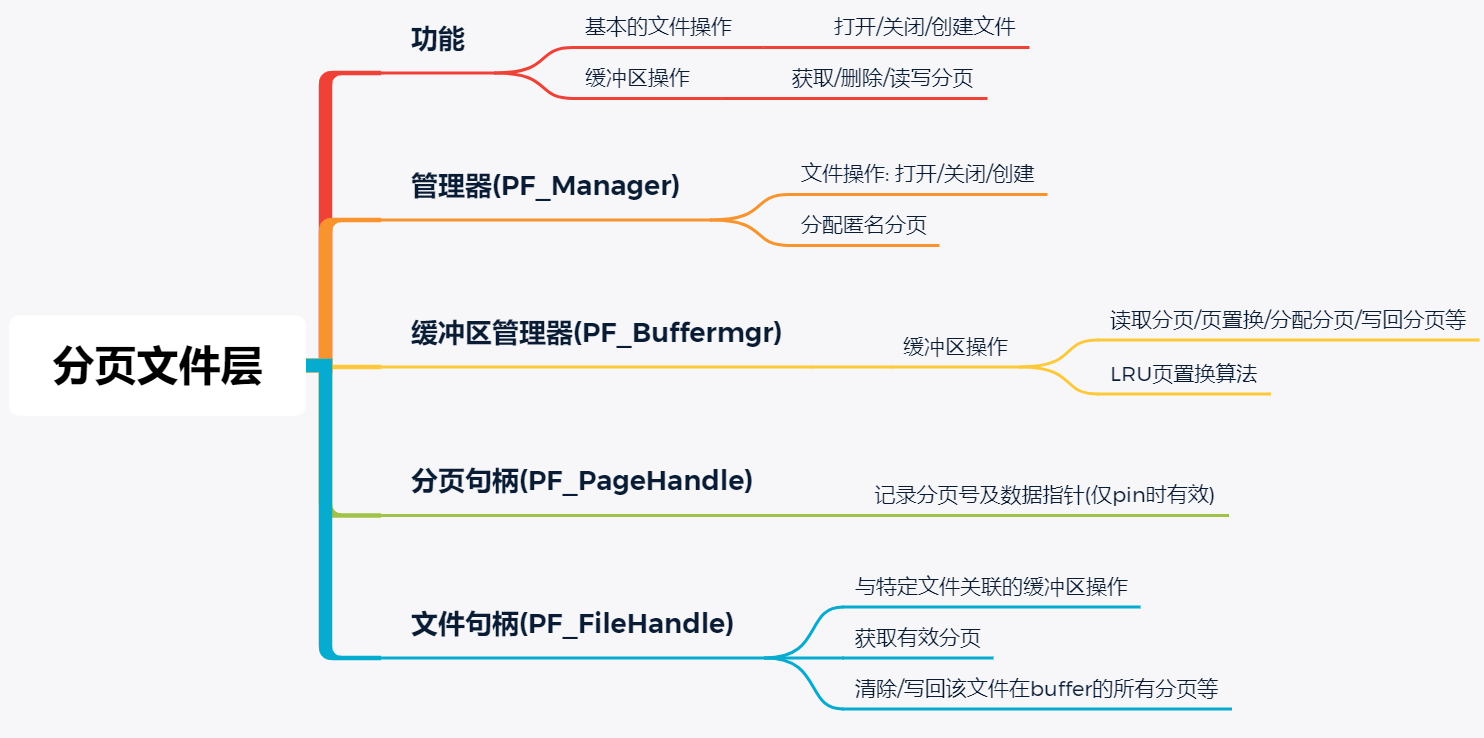 分页文件层
功能
基本的文件操作
打开/关闭/创建文件
缓冲区操作
获取/删除/读写分页
管理器(PF_Manager)
文件操作: 打开/关闭/创建
分配匿名分页
缓冲区管理器(PF_Buffermgr)
缓冲区操作
读取分页/页置换/分配分页/写回分页等
LRU页置换算法
分页句柄(PF_PageHandle)
记录分页号及数据指针(仅pin时有效)
文件句柄(PF_FileHandle)
与特定文件关联的缓冲区操作
获取有效分页
清除/写回该文件在buffer的所有分页等